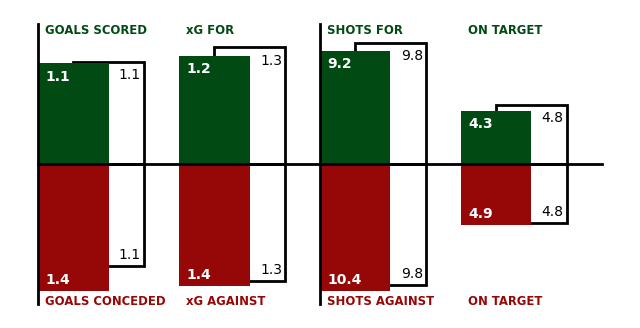 GOALS SCORED xG FOR SHOTS FOR ON TARGET
1.1 1.1 1.2 1.3 9.2 9.8 4.3 4.8
1.4 1.1 1.4 1.3 10.4 9.8 4.9 4.8
GOALS CONCEDED xG AGAINST SHOTS AGAINST ON TARGET